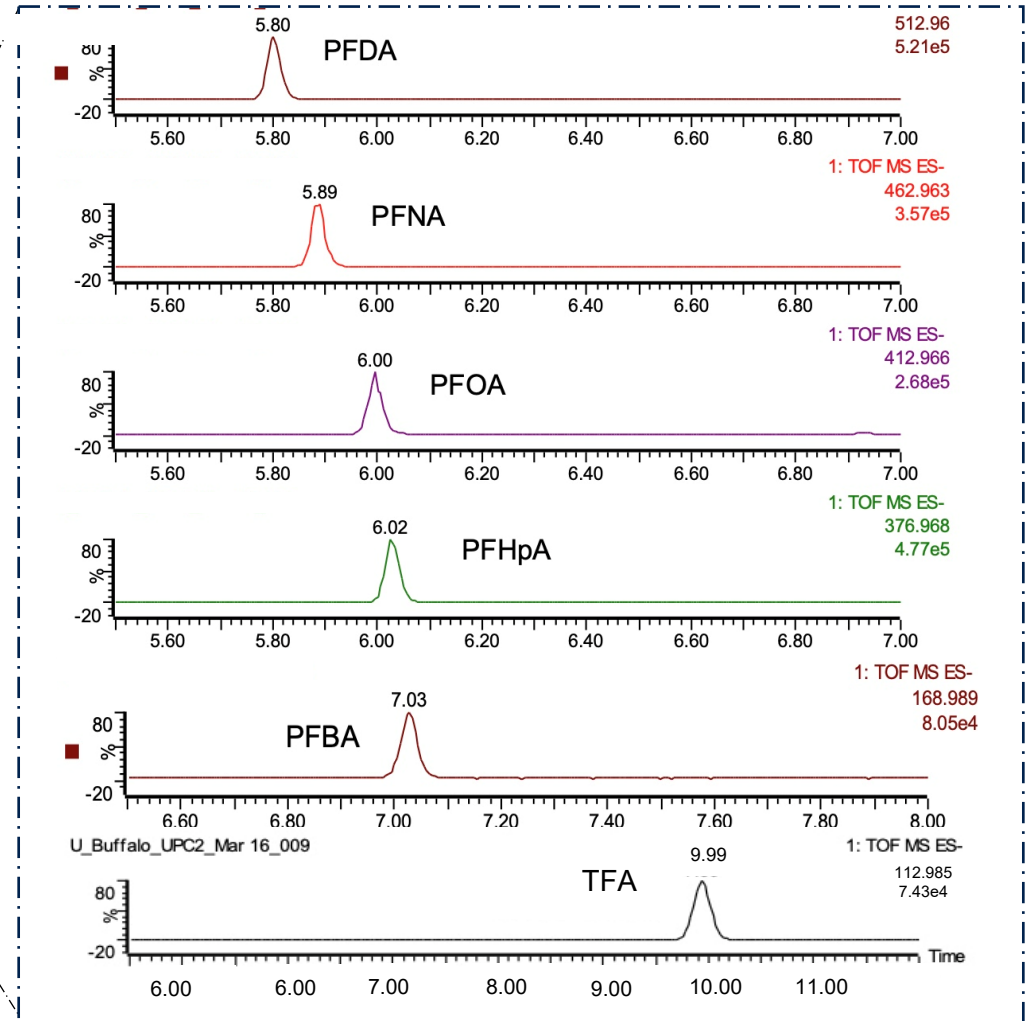 5.80
PFDA
512.96
5.21e5
80
%
-20
5.60 5.80 6.00 6.20 6.40 6.60 6.80 7.00
1: TOF MS ES-
5.89
462.963
PFNA
3.57e5
80
%
-20
5.60 5.80 6.00 6.20 6.40 6.60 6.80 7.00
1: TOF MS ES-
6.00
412.966
PFOA
2.68e5
80
%
-20
5.60 5.80 6.00 6.20 6.40 6.60 6.80 7.00
1: TOF MS ES-
6.02
376.968
PFHpA
4.77e5
80
%
-20
5.60 5.80 6.00 6.20 6.40 6.60 6.80 7.00
1: TOF MS ES-
7.03
168.989
PFBA
8.05e4
80
%
-20
6.60 6.80 7.00 7.20 7.40 7.60 7.80 8.00
U_Buffalo_UPC2_Mar 16_009
1: TOF MS ES-
9.99
112.985
TFA
7.43e4
80
%
-20
Time
6.00 6.00 7.00 8.00 9.00 10.00 11.00